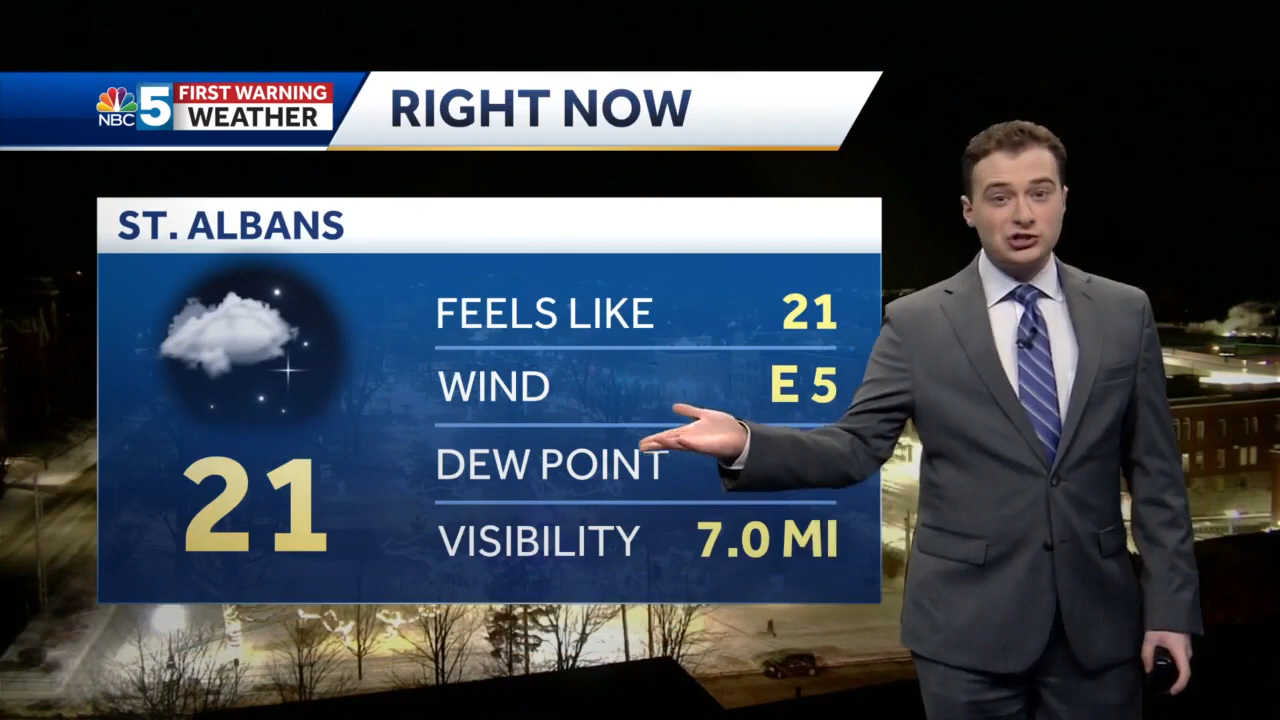 NBC 5 FIRST WARNING
WEATHER
RIGHT NOW
ST. ALBANS
21
FEELS LIKE 21
WIND E 5
DEW POINT
VISIBILITY 7.0 MI